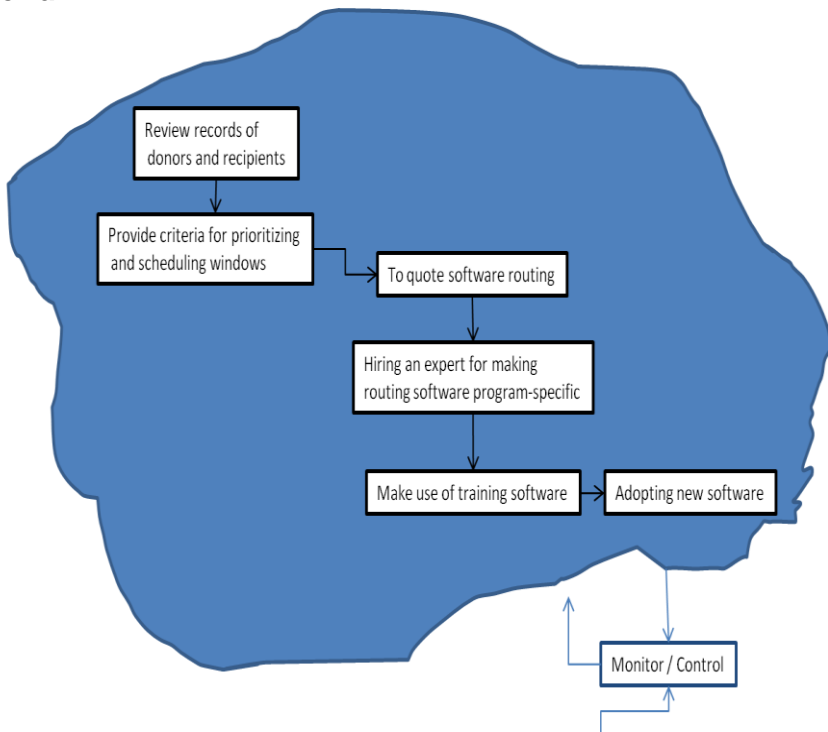 Review records of
donors and recipients
Provide criteria for prioritizing
and scheduling windows
To quote software routing
Hiring an expert for making
routing software program-specific
Make use of training software
Adopting new software
Monitor / Control